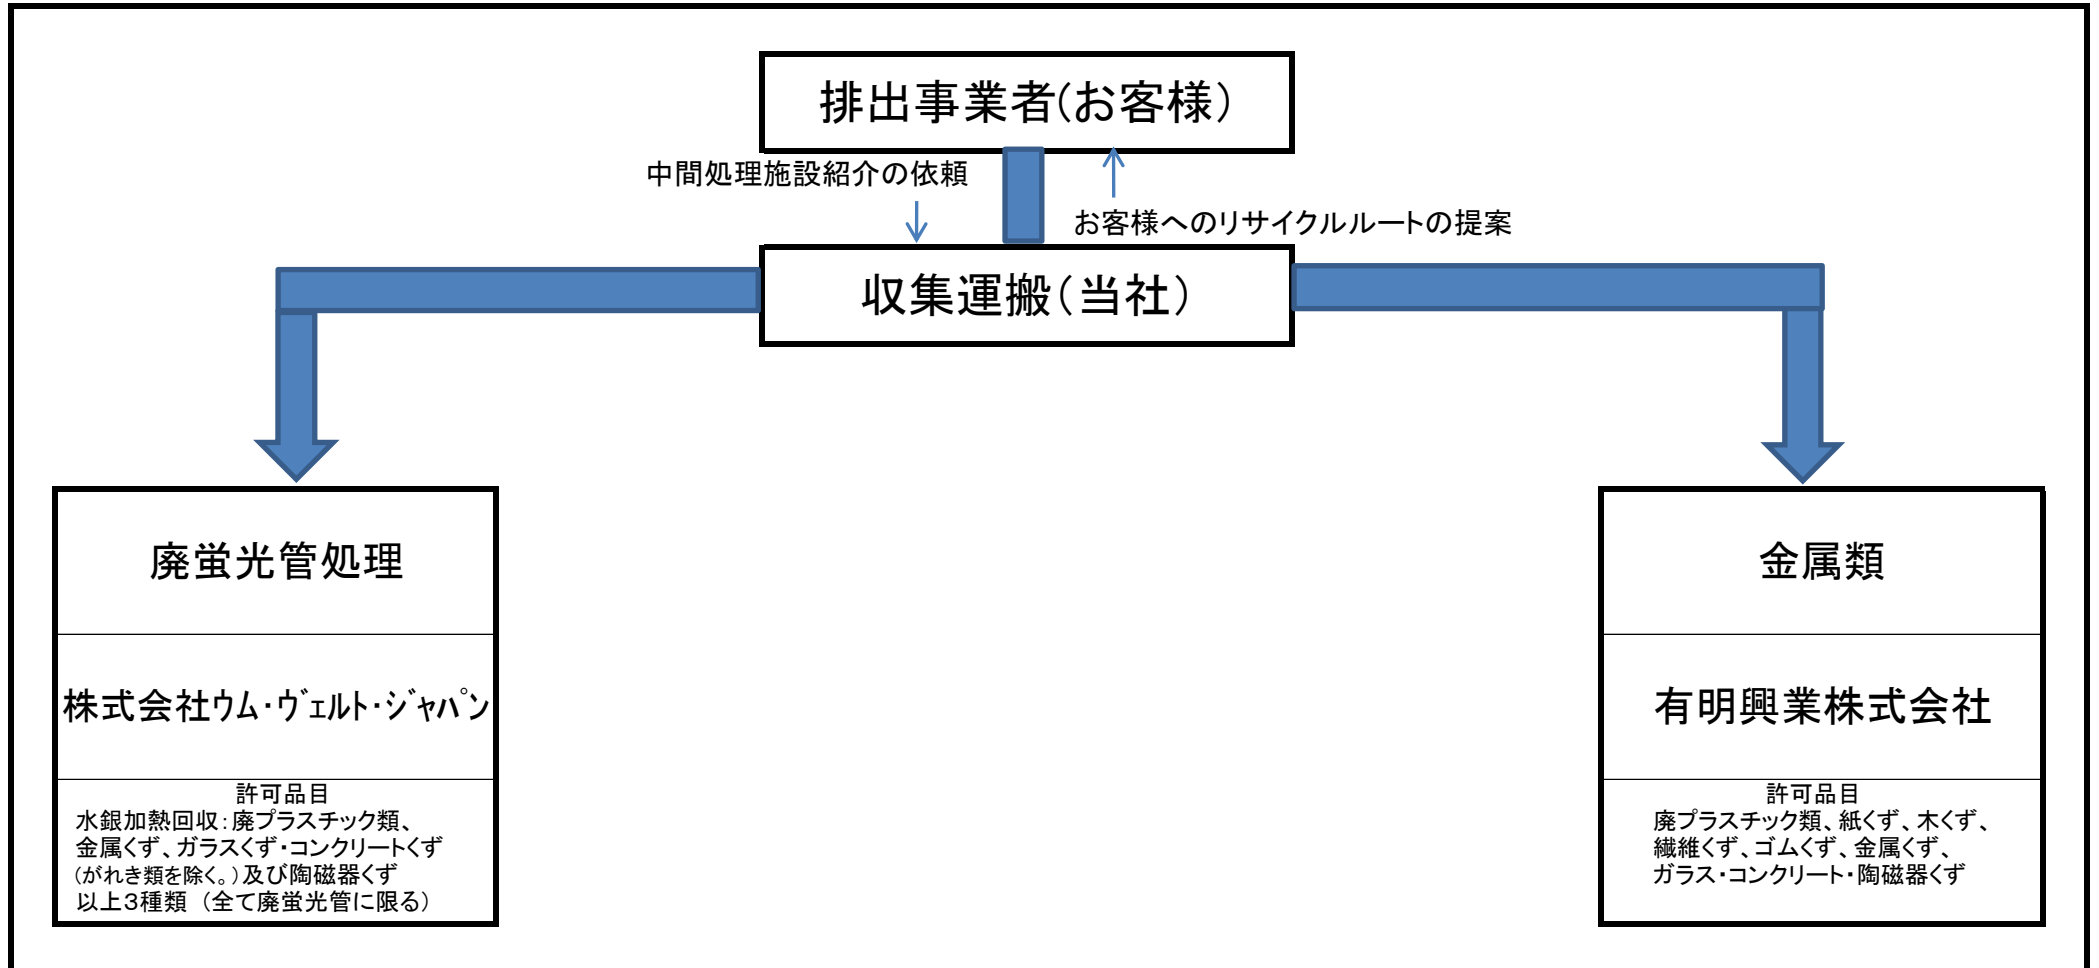 排出事業者(お客様)
中間処理施設紹介の依頼
お客様へのリサイクルルートの提案
収集運搬(当社)
廃蛍光管処理
株式会社ｳﾑ･ｳﾞｪﾙﾄ･ｼﾞｬﾊﾟﾝ
許可品目
水銀加熱回収:廃プラスチック類、
金属くず、ガラスくず・コンクリートくず
(がれき類を除く。)及び陶磁器くず
以上3種類 (全て廃蛍光管に限る)
金属類
有明興業株式会社
許可品目
廃プラスチック類、紙くず、木くず、
繊維くず、ゴムくず、金属くず、
ガラス・コンクリート・陶磁器くず